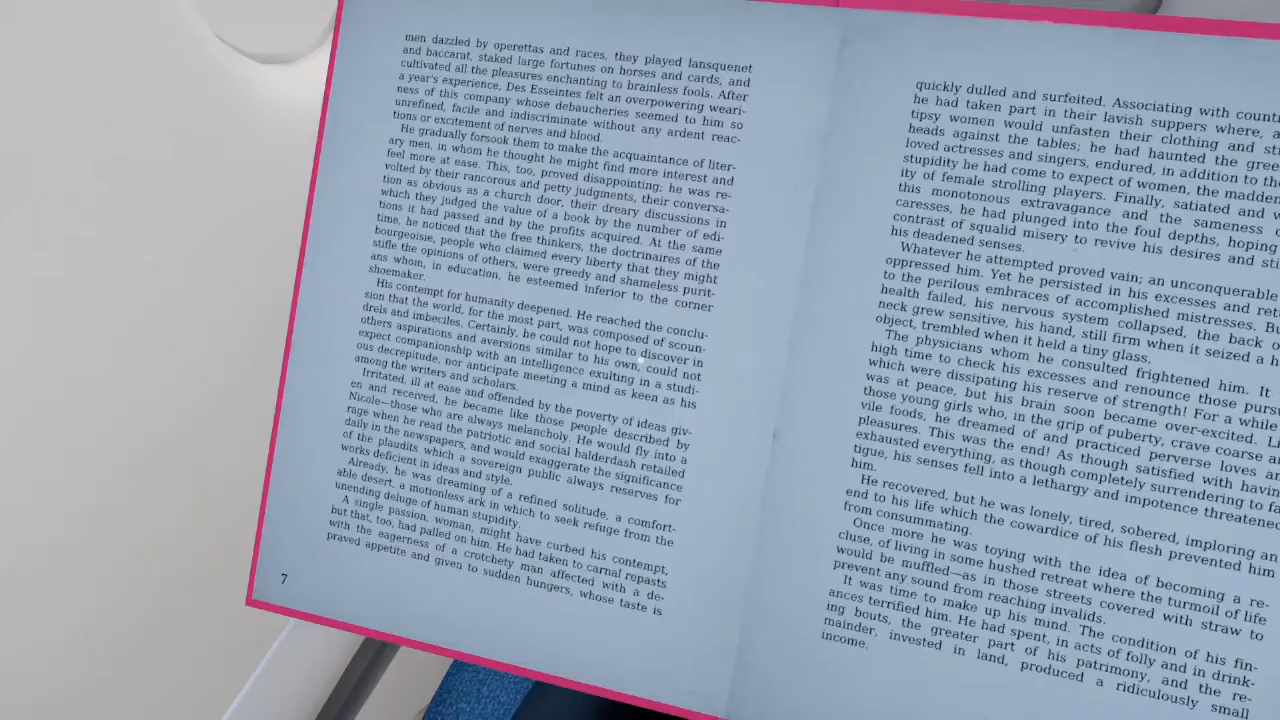 men dazzled by operettas and races, they played lansquenet
and baccarat, staked large fortunes on horses and cards, and
cultivated all the pleasures enchanting to brainless fools. After
a year's experience, Des Esseintes felt an overpowering weari-
ness of this company whose debaucheries seemed to him so
unrefined, facile and indiscriminate without any ardent reac-
tions or excitement of nerves and blood.
He gradually forsook them to make the acquaintance of liter-
ary men, in whom he thought he might find more interest and
feel more at ease. This, too, proved disappointing; he was re-
volted by their rancorous and petty judgments, their conversa-
tion as obvious as a church door, their dreary discussions in
which they judged the value of a book by the number of edi-
tions it had passed and by the profits acquired. At the same
time, he noticed that the free thinkers, the doctrinaires of the
bourgeoisie, people who claimed every liberty that they might
stifle the opinions of others, were greedy and shameless purit-
ans whom, in education, he esteemed inferior to the corner
shoemaker.
His contempt for humanity deepened. He reached the conclu-
sion that the world, for the most part, was composed of scoun-
drels and imbeciles. Certainly, he could not hope to discover in
others aspirations and aversions similar to his own, could not
expect companionship with an intelligence exulting in a studi-
ous decrepitude, nor anticipate meeting a mind as keen as his
among the writers and scholars.
Irritated, ill at ease and offended by the poverty of ideas giv-
en and received, he became like those people described by
Nicole—those who are always melancholy. He would fly into a
rage when he read the patriotic and social balderdash retailed
daily in the newspapers, and would exaggerate the significance
of the plaudits which a sovereign public always reserves for
works deficient in ideas and style.
Already, he was dreaming of a refined solitude, a comfort-
able desert, a motionless ark in which to seek refuge from the
unending deluge of human stupidity.
A single passion, woman, might have curbed his contempt,
but that, too, had palled on him. He had taken to carnal repasts
with the eagerness of a crotchety man affected with a de-
praved appetite and given to sudden hungers, whose taste is
7
quickly dulled and surfeited. Associating with
he had taken part in their lavish suppers where,
tipsy women would unfasten their clothing and
heads against the tables; he had haunted the
loved actresses and singers, endured, in addition to the
stupidity he had come to expect of women, the
ity of female strolling players. Finally, satiated and
this monotonous extravagance and the sameness
caresses, he had plunged into the foul depths, hoping
contrast of squalid misery to revive his desires and
his deadened senses.
Whatever he attempted proved vain; an unconquerable
oppressed him. Yet he persisted in his excesses and
to the perilous embraces of accomplished mistresses.
health failed, his nervous system collapsed, the back
neck grew sensitive, his hand, still firm when it seized a
object, trembled when it held a tiny glass.
The physicians whom he consulted frightened him. It
high time to check his excesses and renounce those
which were dissipating his reserve of strength! For a while
was at peace, but his brain soon became over-excited.
those young girls who, in the grip of puberty, crave coarse
vile foods, he dreamed of and practiced perverse loves
pleasures. This was the end! As though satisfied with
exhausted everything, as though completely surrendering to
tigue, his senses fell into a lethargy and impotence
him.
He recovered, but he was lonely, tired, sobered, imploring
end to his life which the cowardice of his flesh prevented him
from consummating.
Once more he was toying with the idea of becoming a re-
cluse, of living in some hushed retreat where the turmoil of life
would be muffled—as in those streets covered with straw to
prevent any sound from reaching invalids.
It was time to make up his mind. The condition of his fin-
ances terrified him. He had spent, in acts of folly and in drink-
ing bouts, the greater part of his patrimony, and the re-
mainder, invested in land, produced a ridiculously small
income.